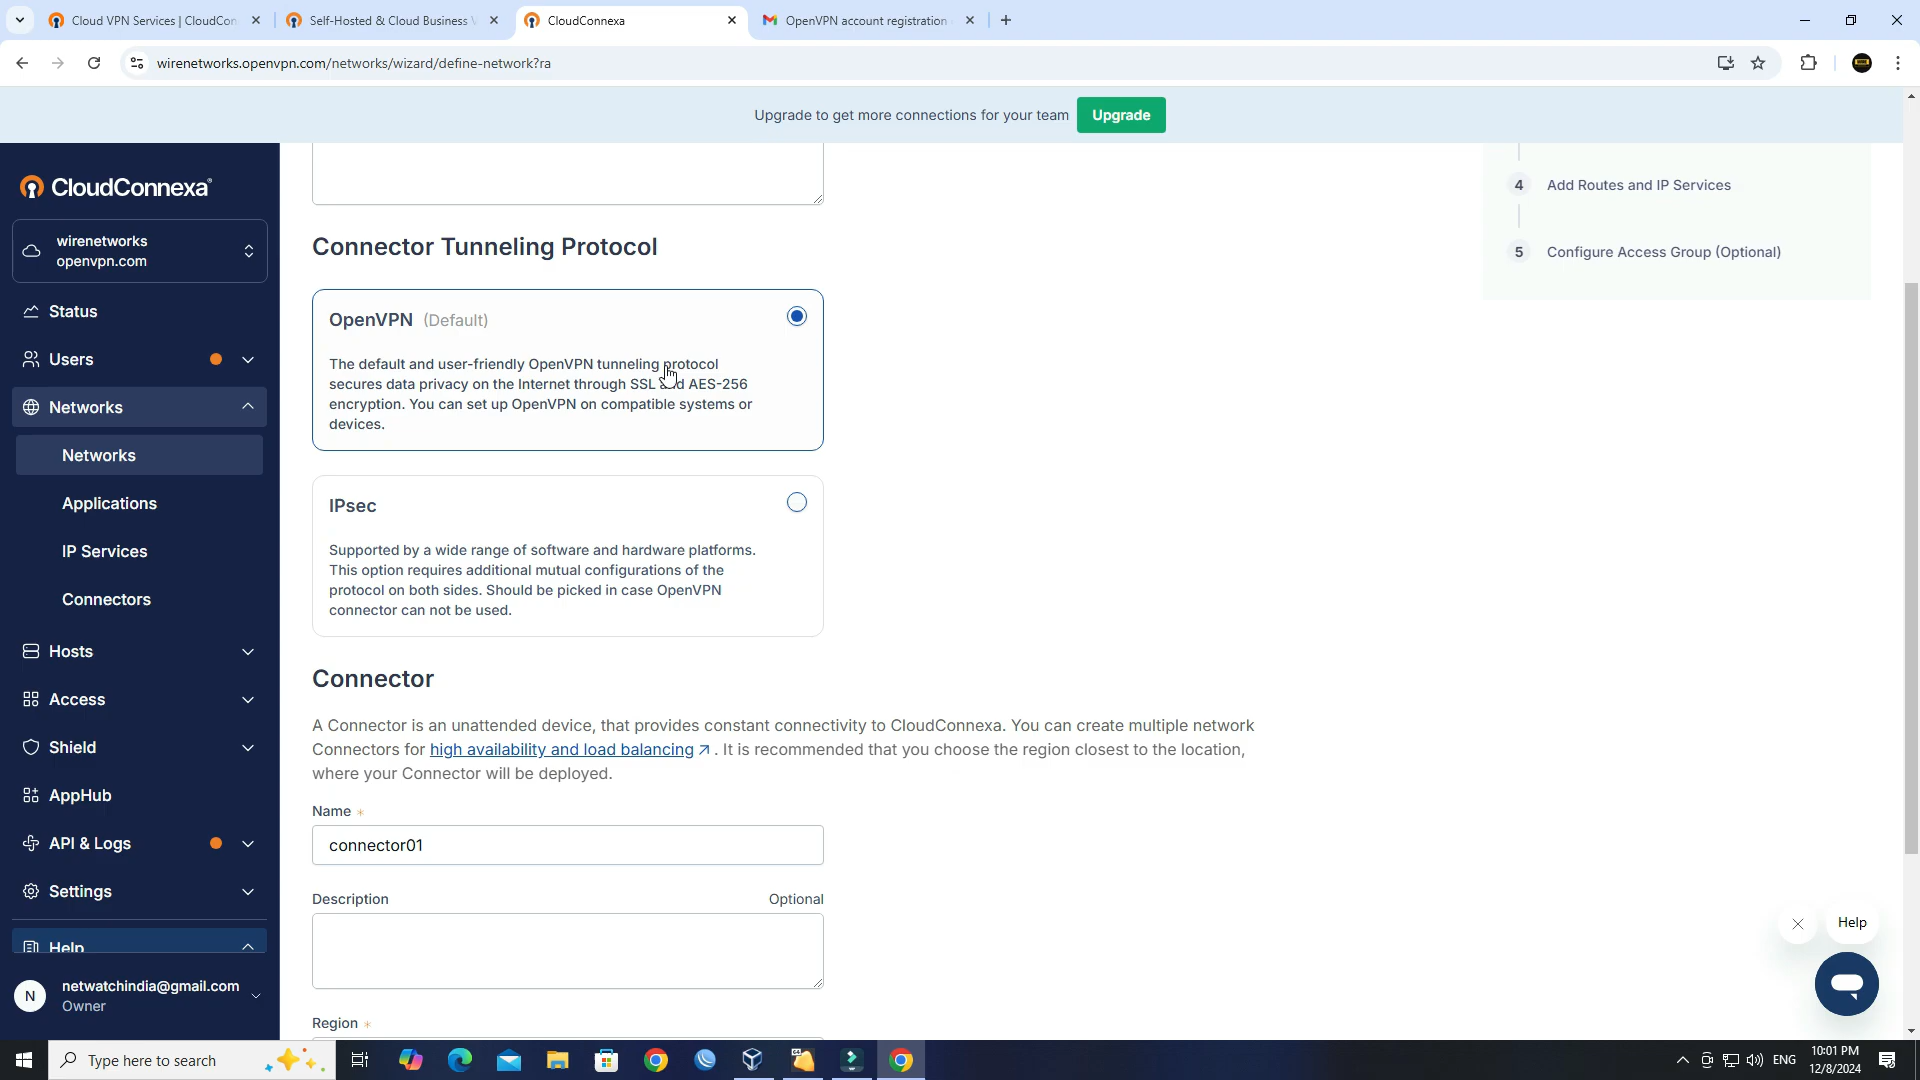 Cloud VPN Services | CloudCon
Self-Hosted & Cloud Business V
CloudConnexa
OpenVPN account registration
wirenetworks.openvpn.com/networks/wizard/define-network?ra
Upgrade to get more connections for your team
Upgrade
CloudConnexa
wirenetworks
openvpn.com
Status
Users
Networks
Networks
Applications
IP Services
Connectors
Hosts
Access
Shield
AppHub
API & Logs
Settings
Help
N
netwatchindia@gmail.com
Owner
Connector Tunneling Protocol
OpenVPN (Default)
The default and user-friendly OpenVPN tunneling protocol
secures data privacy on the Internet through SSL and AES-256
encryption. You can set up OpenVPN on compatible systems or
devices.
IPsec
Supported by a wide range of software and hardware platforms.
This option requires additional mutual configurations of the
protocol on both sides. Should be picked in case OpenVPN
connector can not be used.
Connector
A Connector is an unattended device, that provides constant connectivity to CloudConnexa. You can create multiple network
Connectors for high availability and load balancing ↗ . It is recommended that you choose the region closest to the location,
where your Connector will be deployed.
Name *
connector01
Description Optional
Region *
4 Add Routes and IP Services
5 Configure Access Group (Optional)
Help
Type here to search
ENG
10:01 PM
12/8/2024